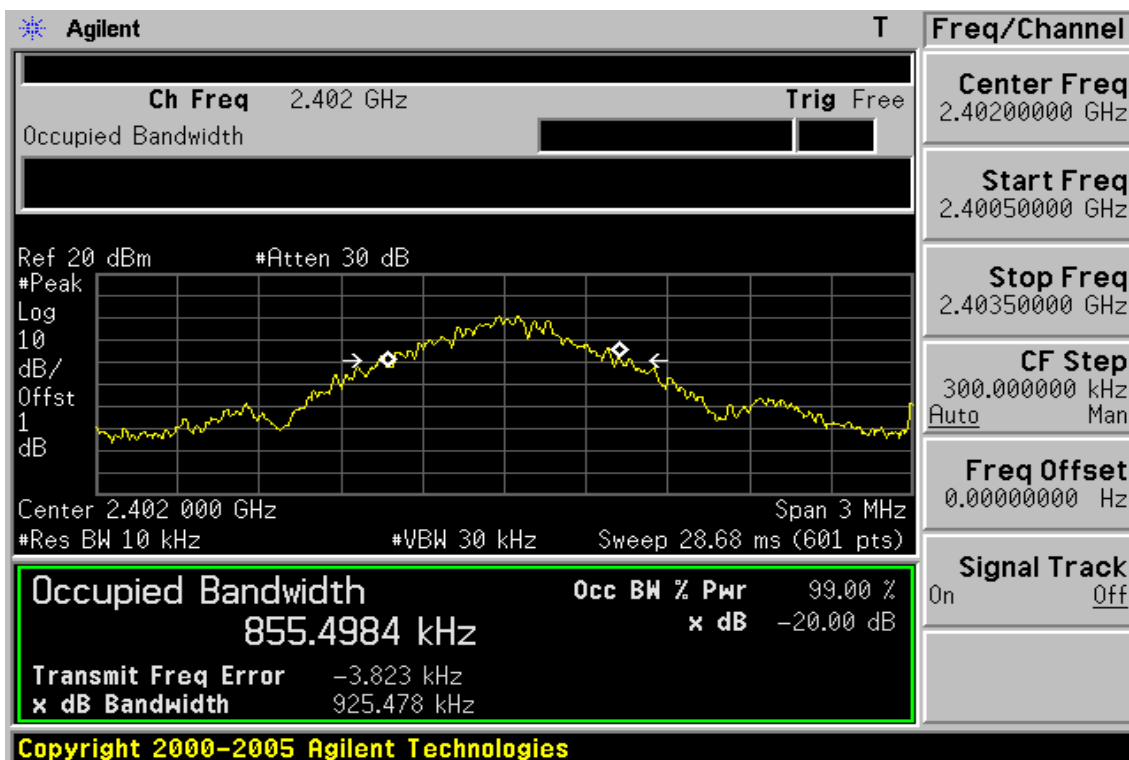 Agilent T
Ch Freq 2.402 GHz Trig Free
Occupied Bandwidth
Ref 20 dBm #Atten 30 dB
#Peak
Log
10
dB/
Offst
1
dB
Center 2.402 000 GHz Span 3 MHz
#Res BW 10 kHz #VBW 30 kHz Sweep 28.68 ms (601 pts)
Occupied Bandwidth Occ BW % Pwr 99.00 %
855.4984 kHz x dB -20.00 dB
Transmit Freq Error -3.823 kHz
x dB Bandwidth 925.478 kHz
Copyright 2000-2005 Agilent Technologies
Freq/Channel
Center Freq
2.40200000 GHz
Start Freq
2.40050000 GHz
Stop Freq
2.40350000 GHz
CF Step
300.000000 kHz
Auto Man
Freq Offset
0.00000000 Hz
Signal Track
On Off